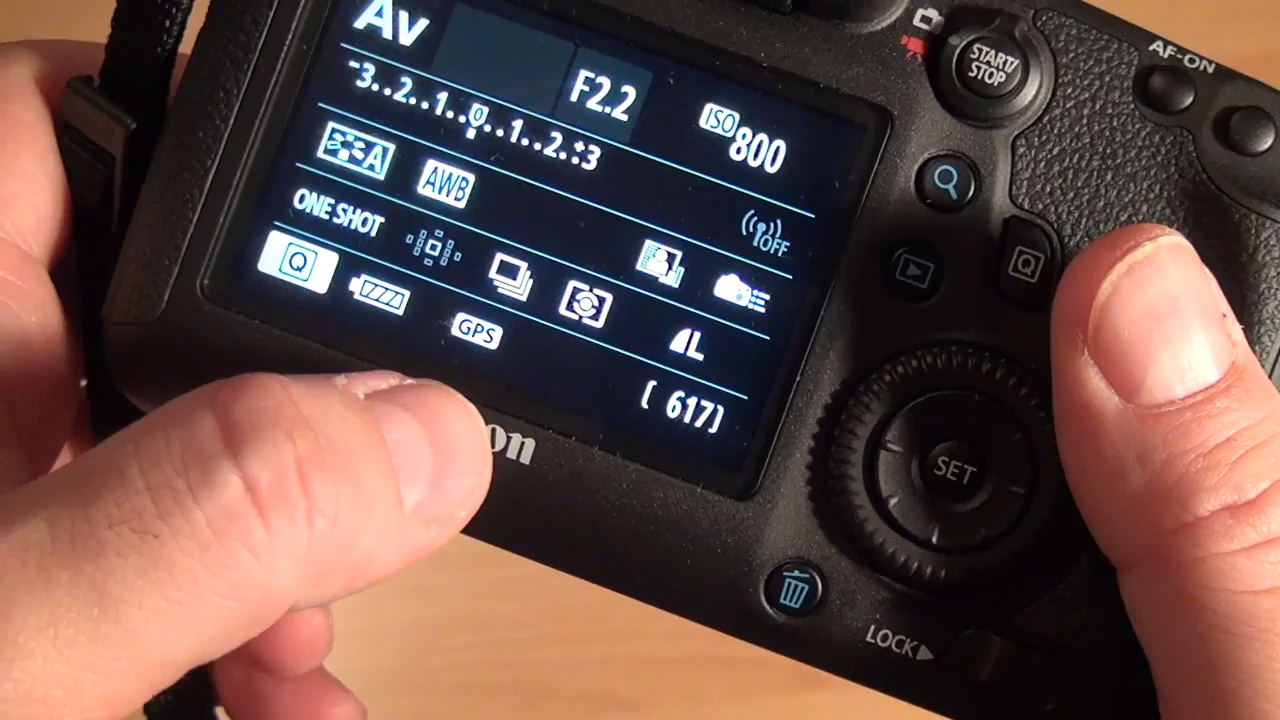 Av
F2.2
ISO 800
-3..2..1..0..1..2..+3
A
AWB
OFF
ONE SHOT
Q
GPS
L
[ 617]
on
START/
STOP
AF-ON
Q
SET
LOCK